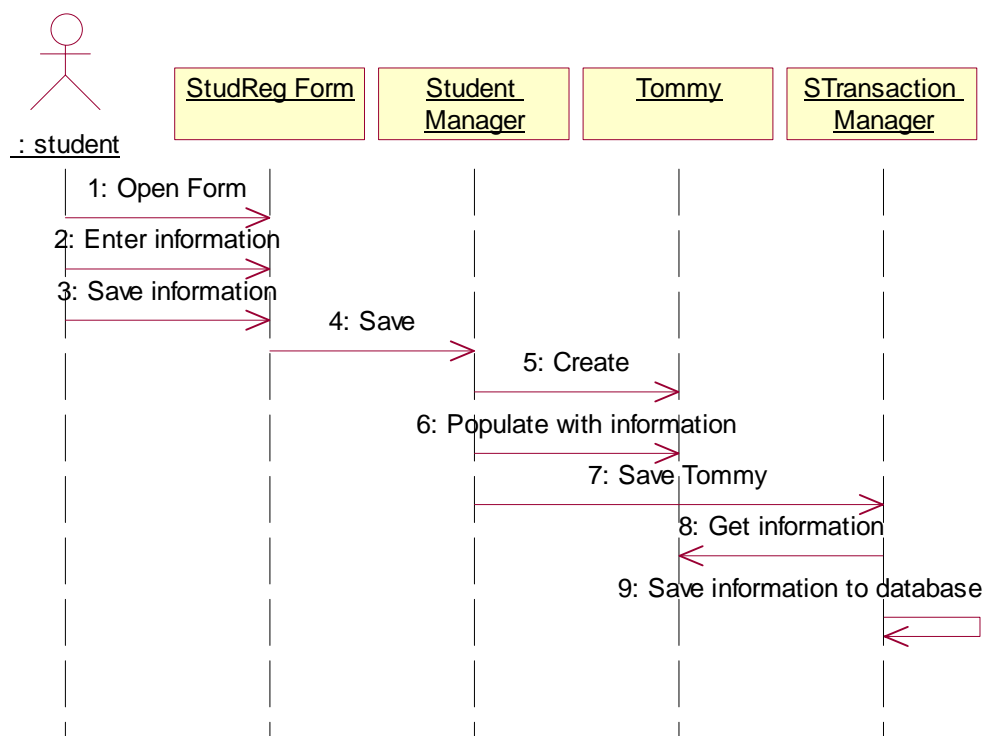 StudReg Form
Student
Manager
Tommy
STransaction
Manager
: student
1: Open Form
2: Enter information
3: Save information
4: Save
5: Create
6: Populate with information
7: Save Tommy
8: Get information
9: Save information to database